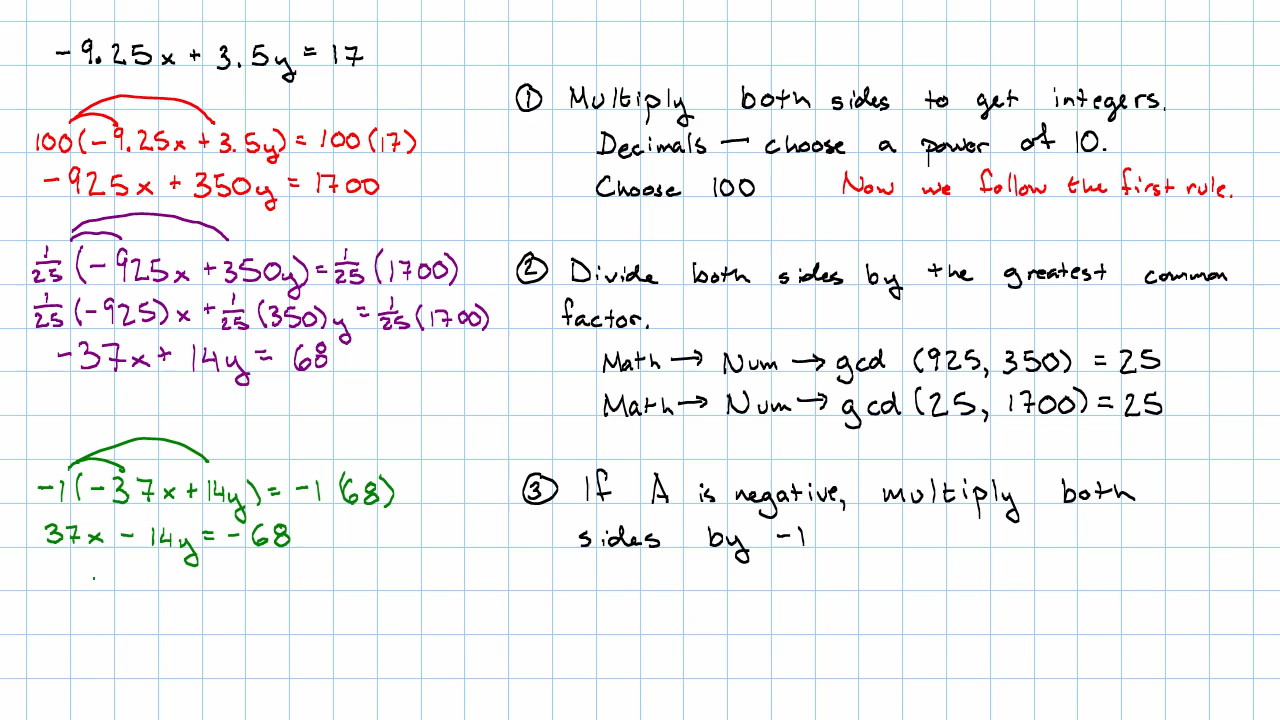 -9.25x + 3.5y = 17
100(-9.25x + 3.5y) = 100(17)
-925x + 350y = 1700
1/25 (-925x + 350y) = 1/25 (1700)
1/25 (-925)x + 1/25 (350)y = 1/25 (1700)
-37x + 14y = 68
-1(-37x + 14y) = -1(68)
37x - 14y = -68
① Multiply both sides to get integers.
Decimals — choose a power of 10.
Choose 100 Now we follow the first rule.
② Divide both sides by the greatest common
factor.
Math → Num → gcd (925, 350) = 25
Math → Num → gcd (25, 1700) = 25
③ If A is negative, multiply both
sides by -1